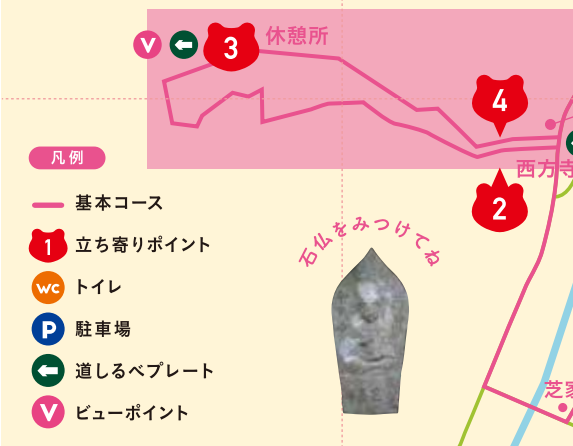 V
3
休憩所
4
西方寺
2
凡例
基本コース
1
立ち寄りポイント
WC
トイレ
P
駐車場
道しるべプレート
V
ビューポイント
石仏をみつけてね
芝家